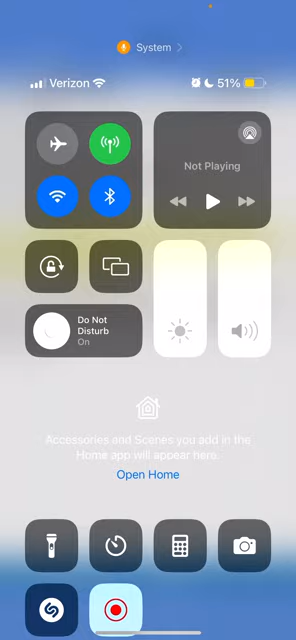 System
Verizon
51%
Not Playing
Do Not
Disturb
On
Accessories and Scenes you add in the
Home app will appear here.
Open Home